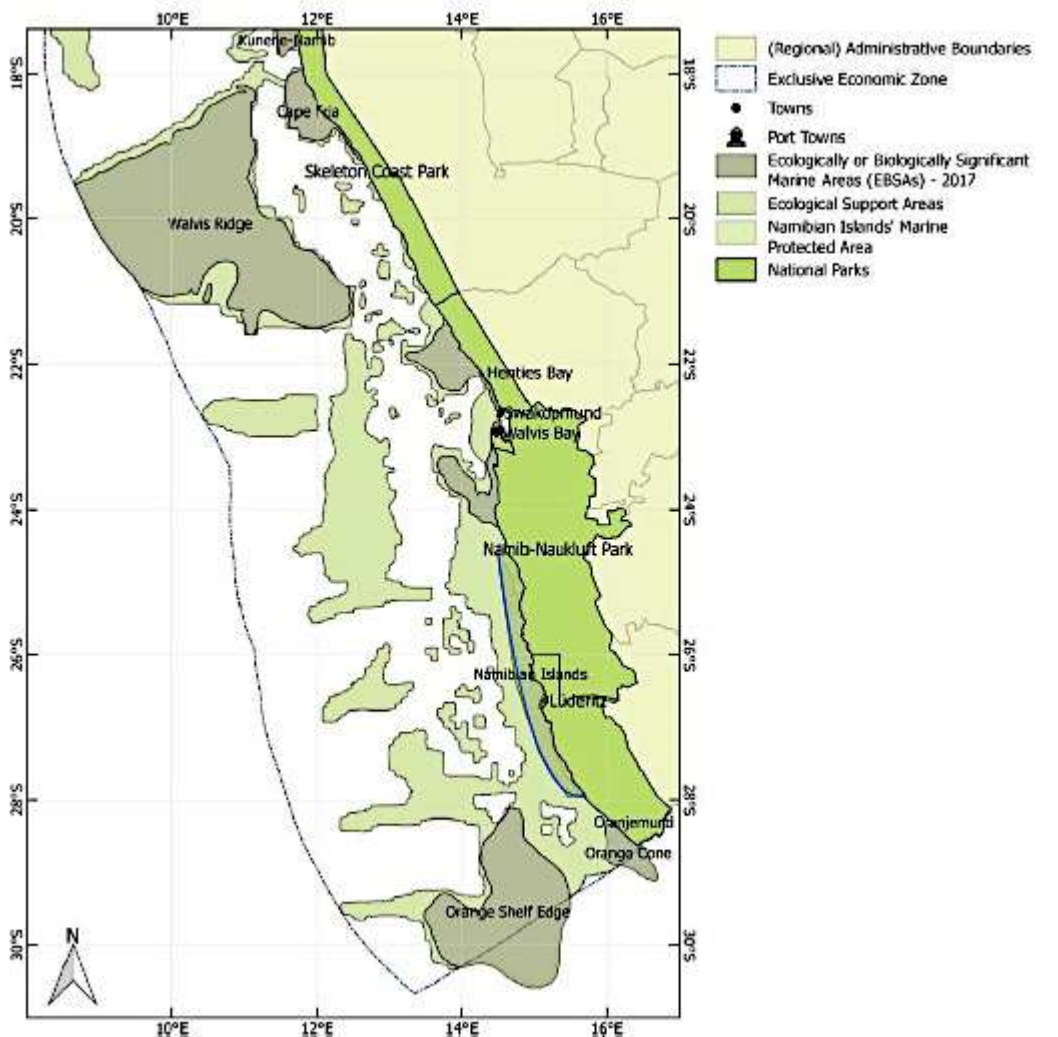 10°E 12°E 14°E 16°E
Kunene-Namib
18°S 18°S
Cape Fria
Skeleton Coast Park
20°S 20°S
Walvis Ridge
22°S 22°S
Henties Bay
Swakopmund
Walvis Bay
24°S 24°S
Namib-Naukluft Park
26°S 26°S
Namibian Islands
Luderitz
28°S 28°S
Oranjemund
Orange Cone
Orange Shelf Edge
30°S 30°S
N
10°E 12°E 14°E 16°E
(Regional) Administrative Boundaries
Exclusive Economic Zone
Towns
Port Towns
Ecologically or Biologically Significant
Marine Areas (EBSAs) - 2017
Ecological Support Areas
Namibian Islands' Marine
Protected Area
National Parks